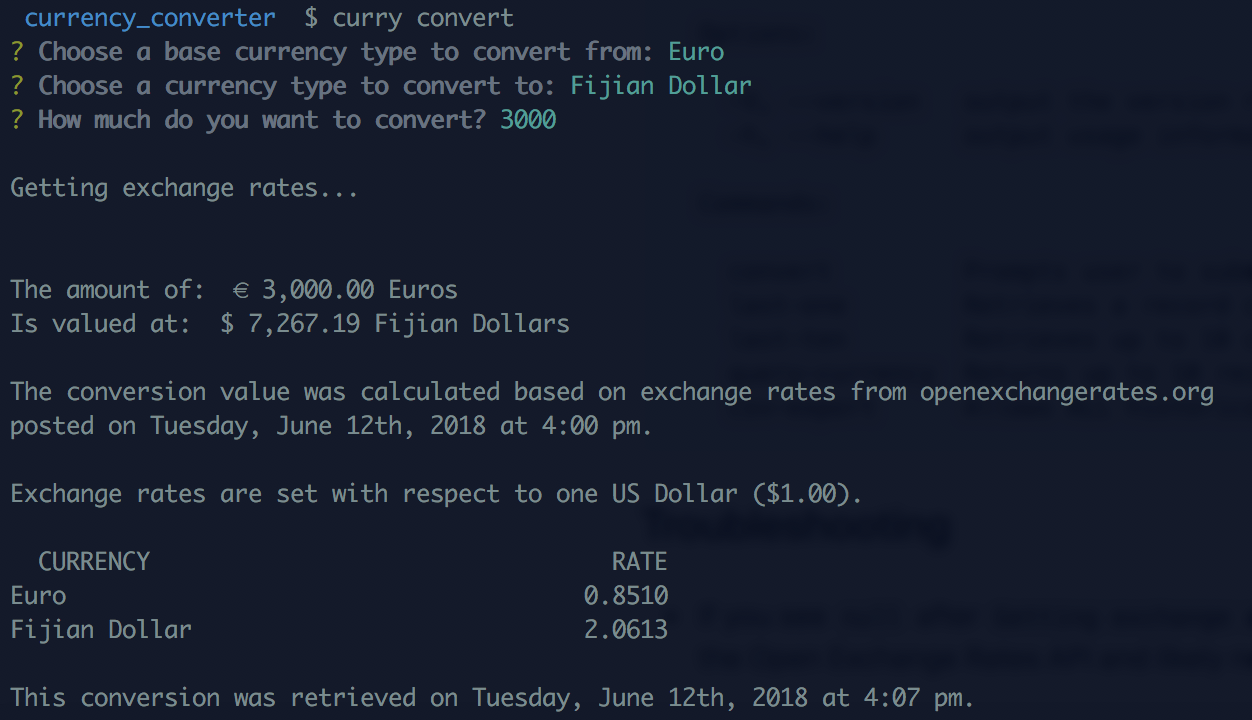 currency_converter $ curry convert
? Choose a base currency type to convert from: Euro
? Choose a currency type to convert to: Fijian Dollar
? How much do you want to convert? 3000
Getting exchange rates...
The amount of: € 3,000.00 Euros
Is valued at: $ 7,267.19 Fijian Dollars
The conversion value was calculated based on exchange rates from openexchangerates.org
posted on Tuesday, June 12th, 2018 at 4:00 pm.
Exchange rates are set with respect to one US Dollar ($1.00).
Troubleshooting
CURRENCY RATE
Euro 0.8510
Fijian Dollar 2.0613
This conversion was retrieved on Tuesday, June 12th, 2018 at 4:07 pm.